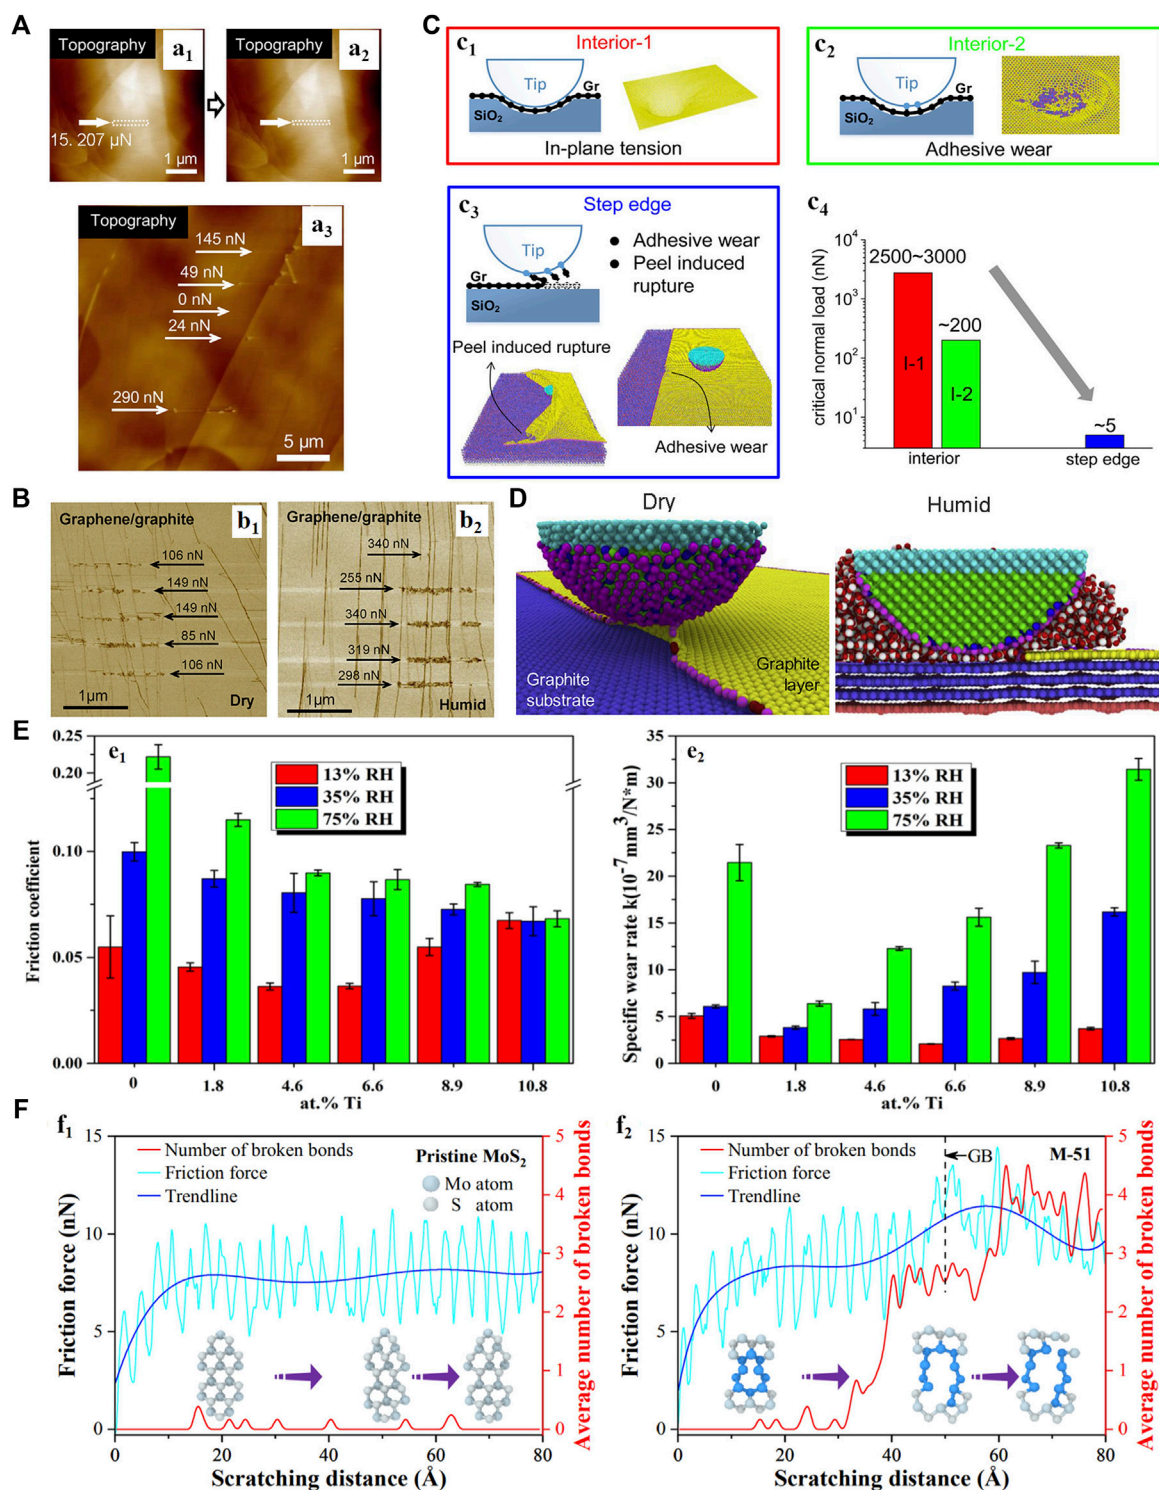 A
Topography
a1
15. 207 μN
1 μm
Topography
a2
1 μm
Topography
a3
145 nN
49 nN
0 nN
24 nN
290 nN
5 μm
C
c1
Interior-1
Tip
Gr
SiO2
In-plane tension
c2
Interior-2
Tip
Gr
SiO2
Adhesive wear
c3
Step edge
Tip
Gr
SiO2
Adhesive wear
Peel induced
rupture
Peel induced rupture
Adhesive wear
c4
critical normal load (nN)
10^4
10^3
10^2
10^1
2500~3000
~200
~5
I-1
I-2
interior
step edge
B
Graphene/graphite
b1
106 nN
149 nN
149 nN
85 nN
106 nN
1μm
Dry
Graphene/graphite
b2
340 nN
255 nN
340 nN
319 nN
298 nN
1μm
Humid
D
Dry
Graphite
substrate
Graphite
layer
Humid
E
e1
Friction coefficient
0.25
0.20
0.10
0.05
0.00
13% RH
35% RH
75% RH
0 1.8 4.6 6.6 8.9 10.8
at.% Ti
e2
Specific wear rate k(10^-7 mm^3/N*m)
35
30
25
20
15
10
5
0
13% RH
35% RH
75% RH
0 1.8 4.6 6.6 8.9 10.8
at.% Ti
F
f1
Friction force (nN)
15
10
5
0
Number of broken bonds
Friction force
Trendline
Pristine MoS2
Mo atom
S atom
5
4
3
2
1
0
Average number of broken bonds
0 20 40 60 80
Scratching distance (Å)
f2
Friction force (nN)
15
10
5
0
Number of broken bonds
Friction force
Trendline
GB
M-51
5
4
3
2
1
0
Average number of broken bonds
0 20 40 60 80
Scratching distance (Å)